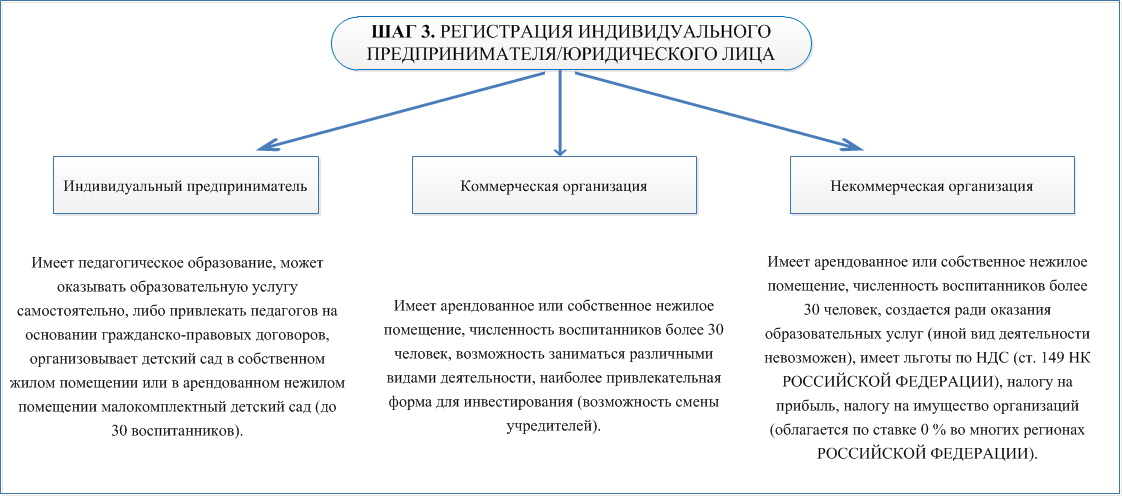 ШАГ 3. РЕГИСТРАЦИЯ ИНДИВИДУАЛЬНОГО
ПРЕДПРИНИМАТЕЛЯ/ЮРИДИЧЕСКОГО ЛИЦА
Индивидуальный предприниматель
Имеет педагогическое образование, может
оказывать образовательную услугу
самостоятельно, либо привлекать педагогов на
основании гражданско-правовых договоров,
организовывает детский сад в собственном
жилом помещении или в арендованном нежилом
помещении малокомплектный детский сад (до
30 воспитанников).
Коммерческая организация
Имеет арендованное или собственное нежилое
помещение, численность воспитанников более 30
человек, возможность заниматься различными
видами деятельности, наиболее привлекательная
форма для инвестирования (возможность смены
учредителей).
Некоммерческая организация
Имеет арендованное или собственное нежилое
помещение, численность воспитанников более
30 человек, создается ради оказания
образовательных услуг (иной вид деятельности
невозможен), имеет льготы по НДС (ст. 149 НК
РОССИЙСКОЙ ФЕДЕРАЦИИ), налогу на
прибыль, налогу на имущество организаций
(облагается по ставке 0 % во многих регионах
РОССИЙСКОЙ ФЕДЕРАЦИИ).